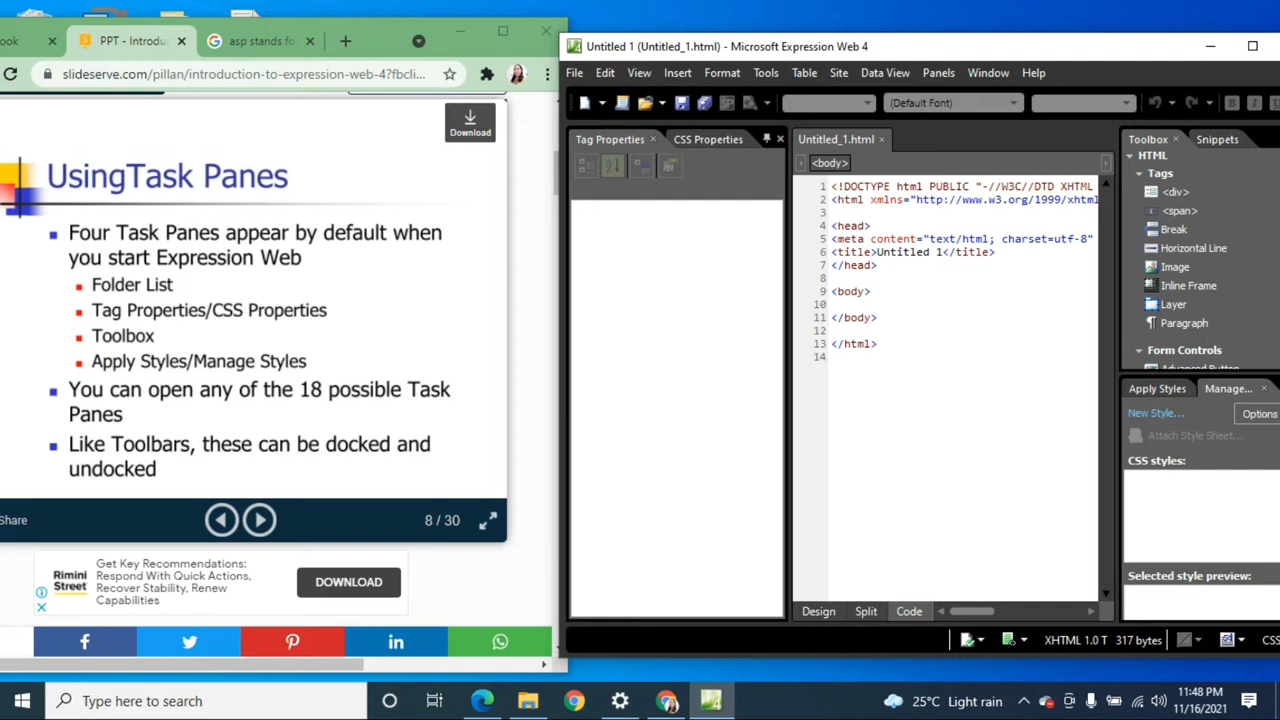 ook
PPT - Introdu
asp stands fo
slideserve.com/pillan/introduction-to-expression-web-4?fbcli...
Download
UsingTask Panes
Four Task Panes appear by default when
you start Expression Web
Folder List
Tag Properties/CSS Properties
Toolbox
Apply Styles/Manage Styles
You can open any of the 18 possible Task
Panes
Like Toolbars, these can be docked and
undocked
Share
8 / 30
Get Key Recommendations:
Respond With Quick Actions,
Recover Stability, Renew
Capabilities
Rimini
Street
DOWNLOAD
Untitled 1 (Untitled_1.html) - Microsoft Expression Web 4
File Edit View Insert Format Tools Table Site Data View Panels Window Help
(Default Font)
B I
Tag Properties CSS Properties
Untitled_1.html
<body>
1 <!DOCTYPE html PUBLIC "-//W3C//DTD XHTML
2 <html xmlns="http://www.w3.org/1999/xhtml
3
4 <head>
5 <meta content="text/html; charset=utf-8"
6 <title>Untitled 1</title>
7 </head>
8
9 <body>
10
11 </body>
12
13 </html>
14
Design Split Code
Toolbox Snippets
HTML
Tags
<div>
<span>
Break
Horizontal Line
Image
Inline Frame
Layer
Paragraph
Form Controls
Advanced Button
Apply Styles Manage...
New Style...
Options
Attach Style Sheet...
CSS styles:
Selected style preview:
XHTML 1.0 T 317 bytes
CSS
Type here to search
25°C Light rain
11:48 PM
11/16/2021